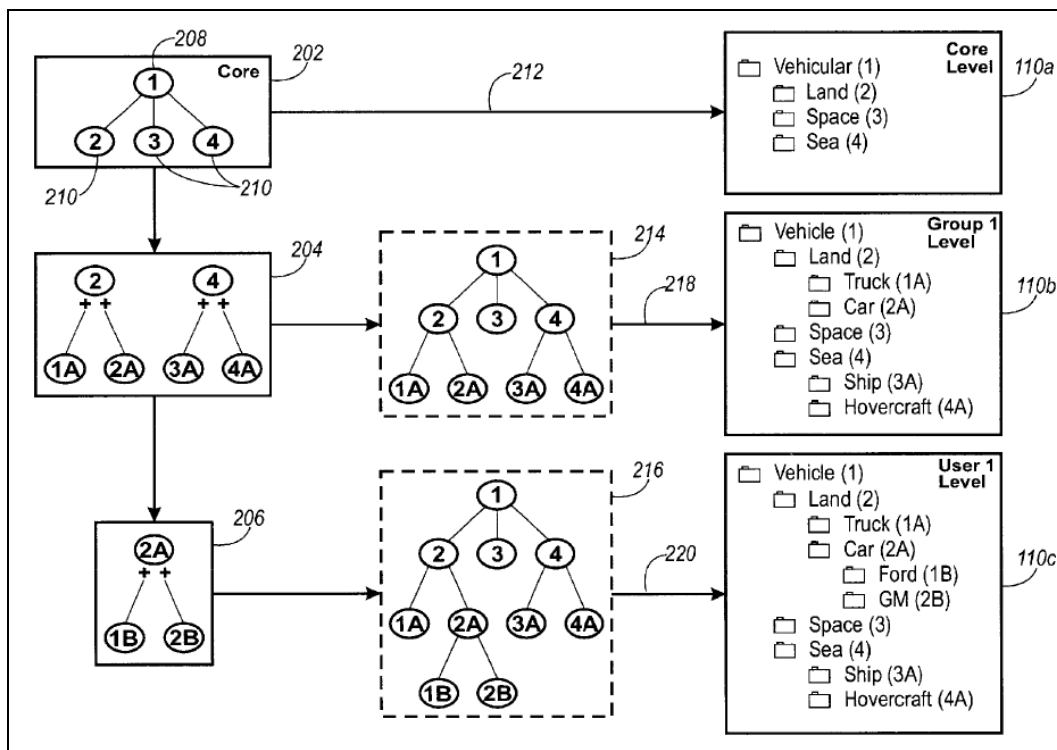 208
Core
202
1
2 3 4
210
210
212
Core
Level
Vehicular (1)
Land (2)
Space (3)
Sea (4)
110a
204
2 4
+ + + +
1A 2A 3A 4A
214
1
2 3 4
1A 2A 3A 4A
218
Group 1
Level
Vehicle (1)
Land (2)
Truck (1A)
Car (2A)
Space (3)
Sea (4)
Ship (3A)
Hovercraft (4A)
110b
206
2A
+ +
1B 2B
216
1
2 3 4
1A 2A 3A 4A
1B 2B
220
User 1
Level
Vehicle (1)
Land (2)
Truck (1A)
Car (2A)
Ford (1B)
GM (2B)
Space (3)
Sea (4)
Ship (3A)
Hovercraft (4A)
110c